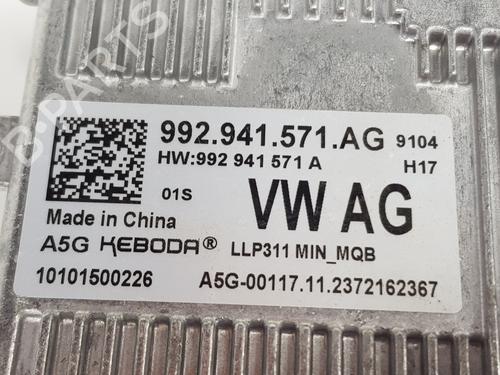 992.941.571.AG 9104
HW:992 941 571 A H17
01S VW AG
Made in China
A5G KEBODA® LLP311 MIN_MQB
10101500226 A5G-00117.11.2372162367
B-PARTS